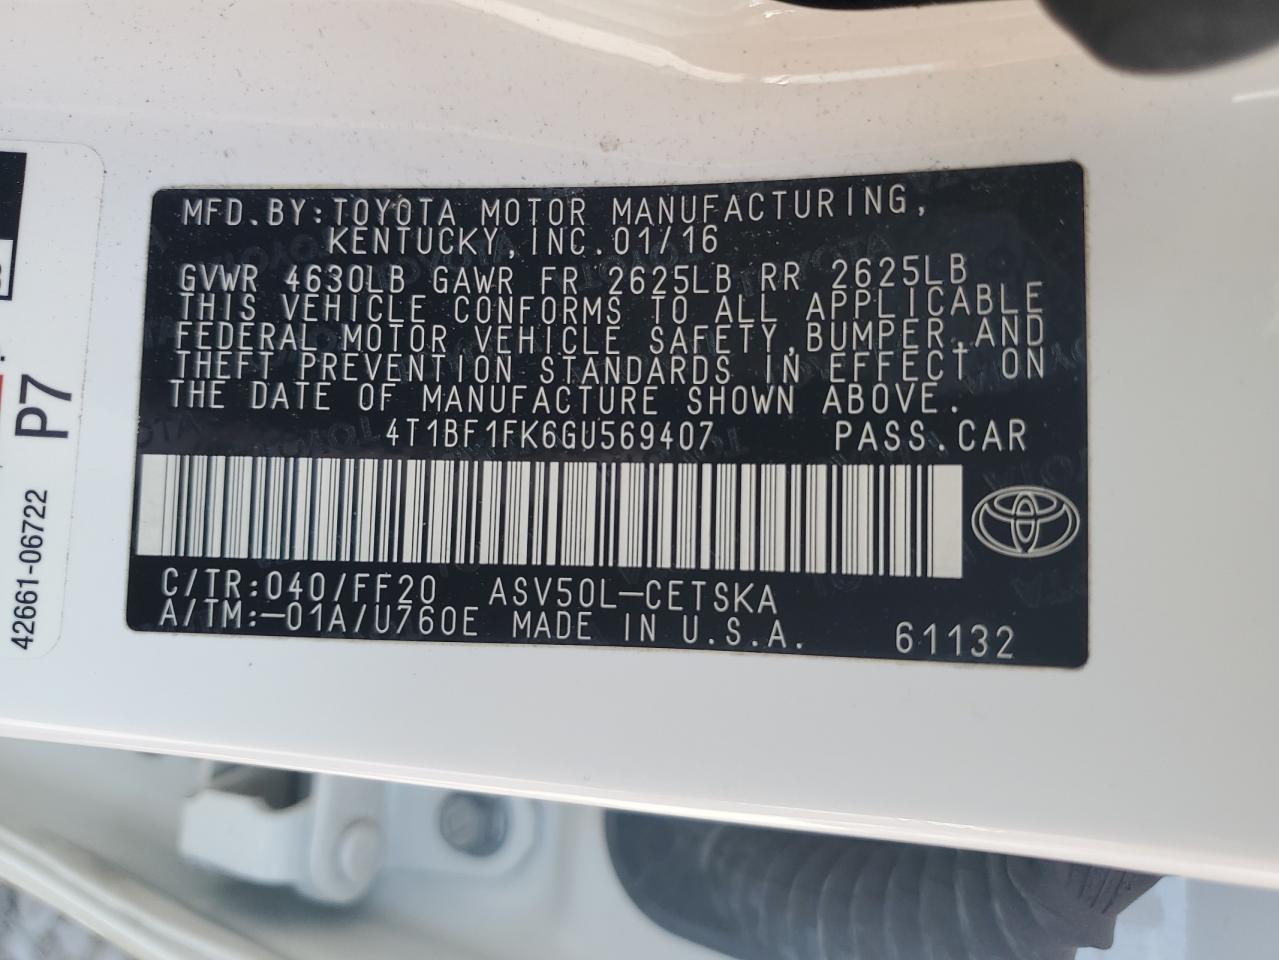 MFD.BY:TOYOTA MOTOR MANUFACTURING,
KENTUCKY,INC.01/16
GVWR 4630LB GAWR FR 2625LB RR 2625LB
THIS VEHICLE CONFORMS TO ALL APPLICABLE
FEDERAL MOTOR VEHICLE SAFETY,BUMPER,AND
THEFT PREVENTION STANDARDS IN EFFECT ON
THE DATE OF MANUFACTURE SHOWN ABOVE.
4T1BF1FK6GU569407 PASS.CAR
C/TR:040/FF20 ASV50L-CETSKA
A/TM:-01A/U760E MADE IN U.S.A. 61132
P7
42661-06722